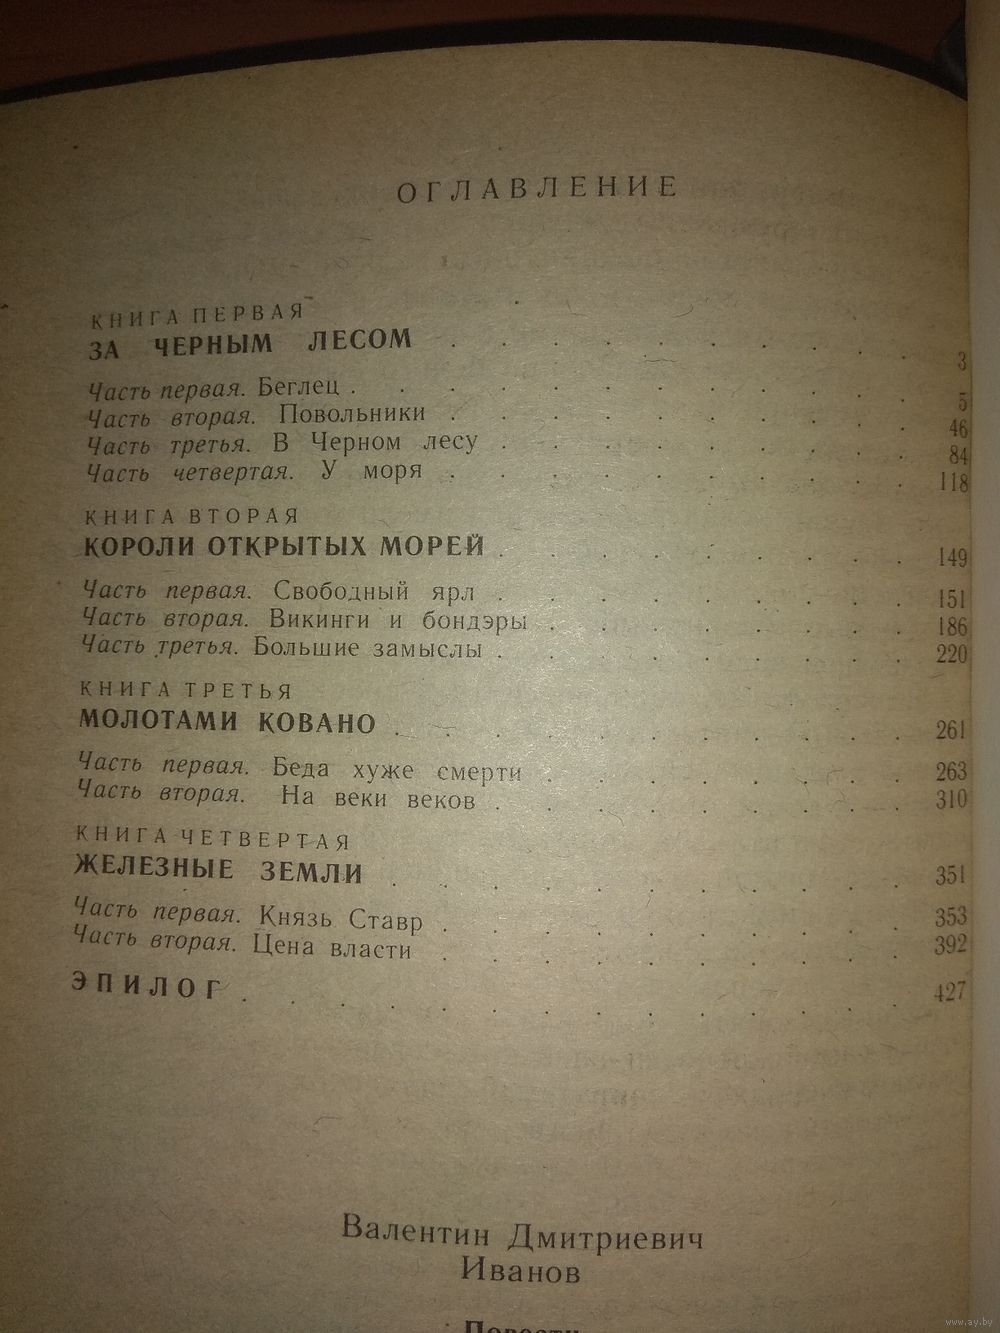 ОГЛАВЛЕНИЕ
КНИГА ПЕРВАЯ
ЗА ЧЕРНЫМ ЛЕСОМ . . . . . . . . . . 3
Часть первая. Беглец . . . . . . . . . . 5
Часть вторая. Повольники . . . . . . . . . . 46
Часть третья. В Черном лесу . . . . . . . . . 84
Часть четвертая. У моря . . . . . . . . . . 118
КНИГА ВТОРАЯ
КОРОЛИ ОТКРЫТЫХ МОРЕЙ . . . . . . . . . 149
Часть первая. Свободный ярл . . . . . . . . . 151
Часть вторая. Викинги и бондэры . . . . . . . . 186
Часть третья. Большие замыслы . . . . . . . . . 220
КНИГА ТРЕТЬЯ
МОЛОТАМИ КОВАНО . . . . . . . . . . . 261
Часть первая. Беда хуже смерти . . . . . . . . 263
Часть вторая. На веки веков . . . . . . . . . 310
КНИГА ЧЕТВЕРТАЯ
ЖЕЛЕЗНЫЕ ЗЕМЛИ . . . . . . . . . . . 351
Часть первая. Князь Ставр . . . . . . . . . . 353
Часть вторая. Цена власти . . . . . . . . . . 392
ЭПИЛОГ . . . . . . . . . . . . . . 427
Валентин Дмитриевич
Иванов
Повести
www.ay.by